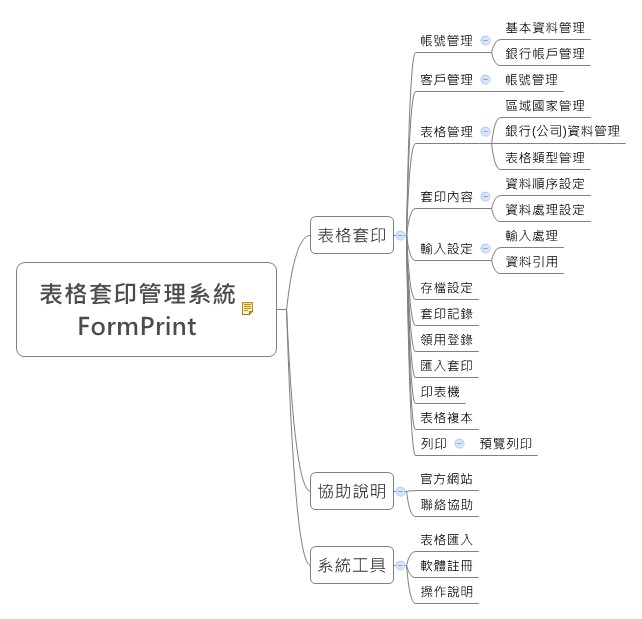 表格套印管理系統
FormPrint
表格套印
帳號管理
基本資料管理
銀行帳戶管理
客戶管理
帳號管理
表格管理
區域國家管理
銀行(公司)資料管理
表格類型管理
套印內容
資料順序設定
資料處理設定
輸入設定
輸入處理
資料引用
存檔設定
套印記錄
領用登錄
匯入套印
印表機
表格複本
列印
預覽列印
協助說明
官方網站
聯絡協助
系統工具
表格匯入
軟體註冊
操作說明